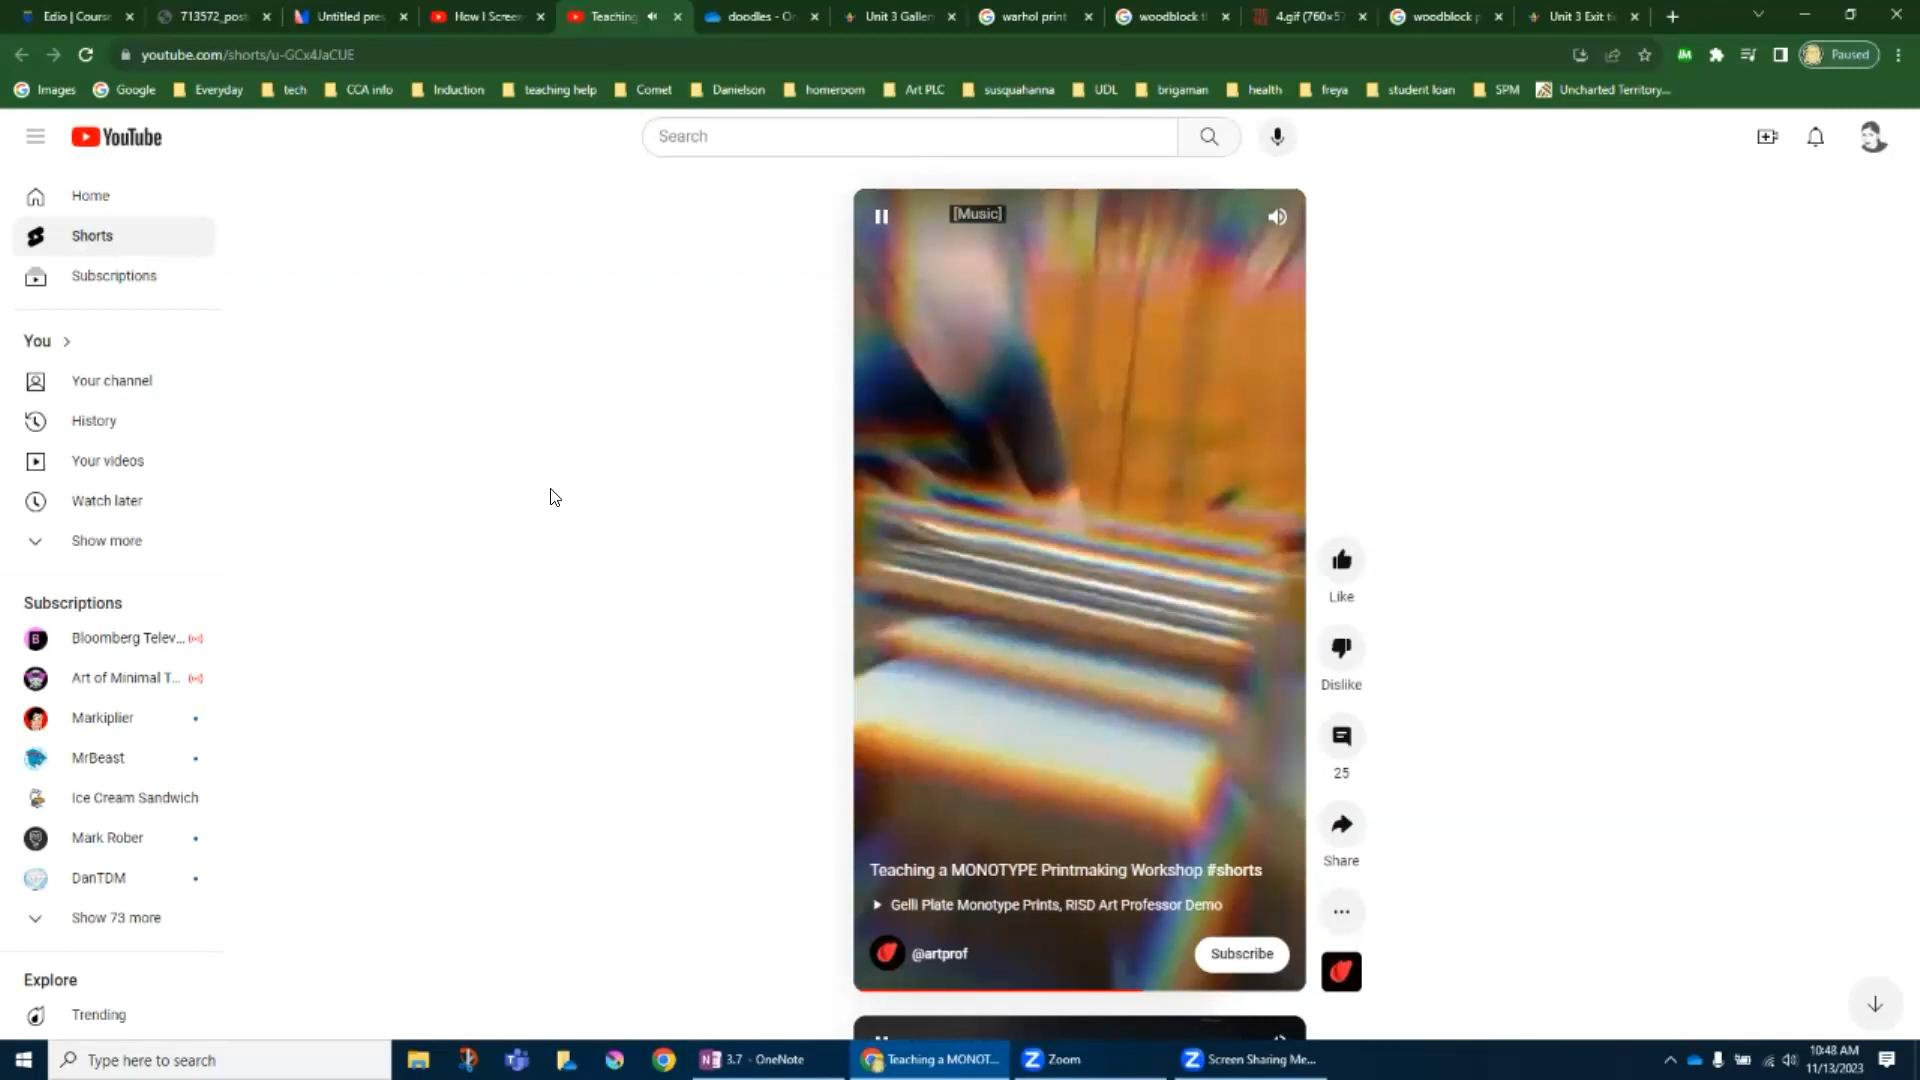 Edio | Cours
713572_post
Untitled pres
How I Screen
Teaching
doodles - On
Unit 3 Galler
warhol print
woodblock t
4.gif (760×57
woodblock p
Unit 3 Exit ti
youtube.com/shorts/u-GCx4JaCUE
Paused
Images
Google
Everyday
tech
CCA info
Induction
teaching help
Comet
Danielson
homeroom
Art PLC
susquahanna
UDL
brigaman
health
freya
student loan
SPM
Uncharted Territory...
YouTube
Search
Home
Shorts
Subscriptions
You
Your channel
History
Your videos
Watch later
Show more
Subscriptions
Bloomberg Telev...
Art of Minimal T...
Markiplier
MrBeast
Ice Cream Sandwich
Mark Rober
DanTDM
Show 73 more
Explore
Trending
[Music]
Teaching a MONOTYPE Printmaking Workshop #shorts
Gelli Plate Monotype Prints, RISD Art Professor Demo
@artprof
Subscribe
Like
Dislike
25
Share
Type here to search
3.7 - OneNote
Teaching a MONOT...
Zoom
Screen Sharing Me...
10:48 AM
11/13/2023